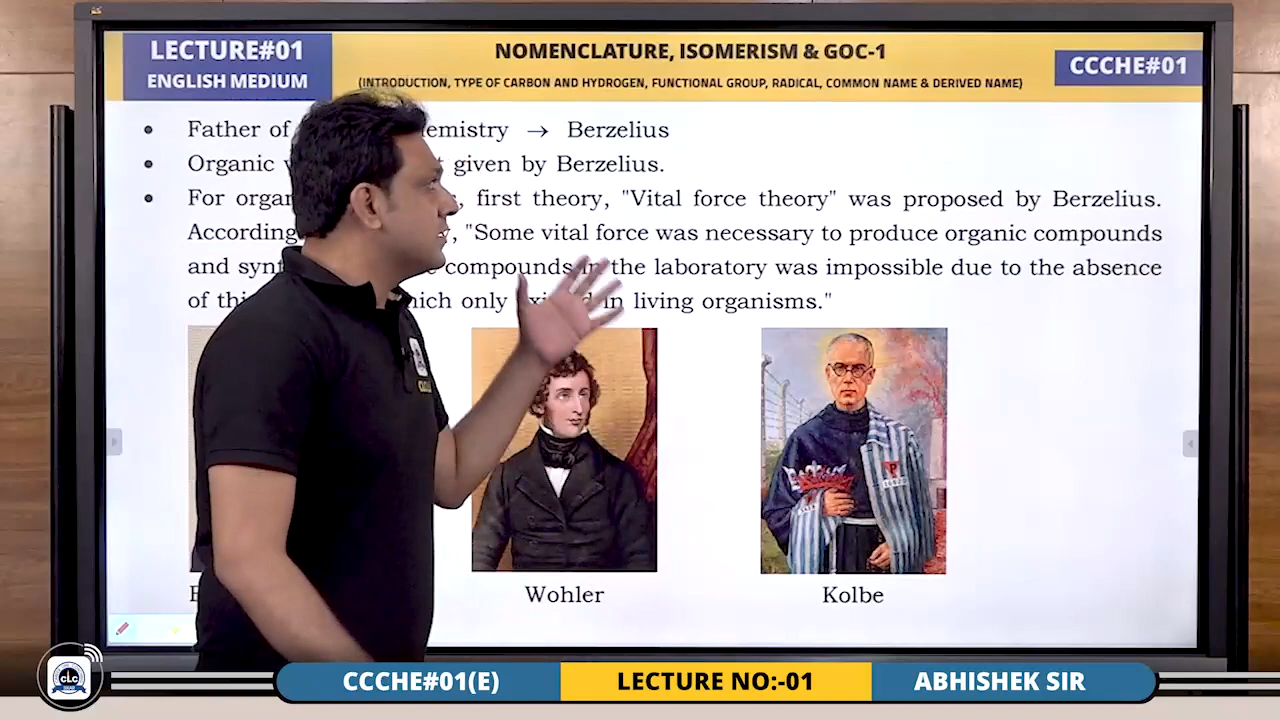 LECTURE#01
ENGLISH MEDIUM
NOMENCLATURE, ISOMERISM & GOC-1
(INTRODUCTION, TYPE OF CARBON AND HYDROGEN, FUNCTIONAL GROUP, RADICAL, COMMON NAME & DERIVED NAME)
CCCHE#01
• Father of emistry → Berzelius
• Organic given by Berzelius.
• For organ , first theory, "Vital force theory" was proposed by Berzelius.
According , "Some vital force was necessary to produce organic compounds
and synt compounds in the laboratory was impossible due to the absence
of thi hich only existed in living organisms."
Wohler
Kolbe
CLC
CCCHE#01(E)
LECTURE NO:-01
ABHISHEK SIR